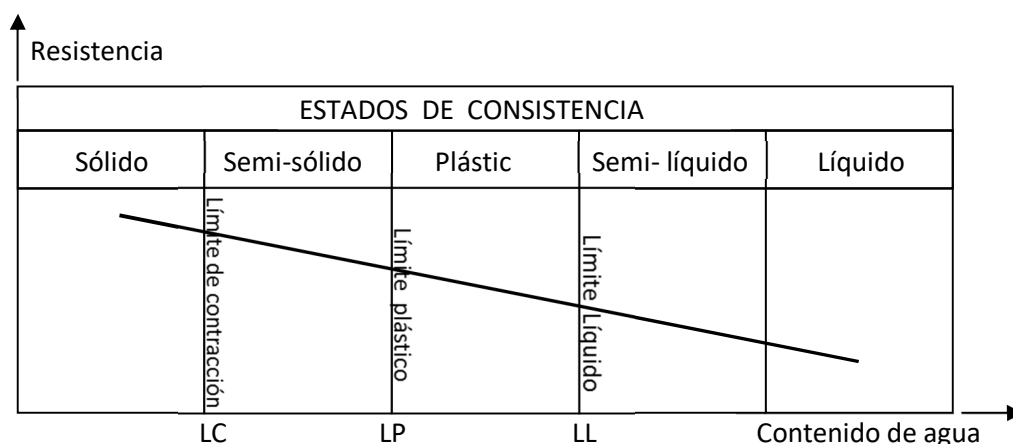 Resistencia
ESTADOS DE CONSISTENCIA
Sólido
Semi-sólido
Plástic
Semi- líquido
Líquido
Límite de contracción
Límite plástico
Límite Líquido
LC
LP
LL
Contenido de agua